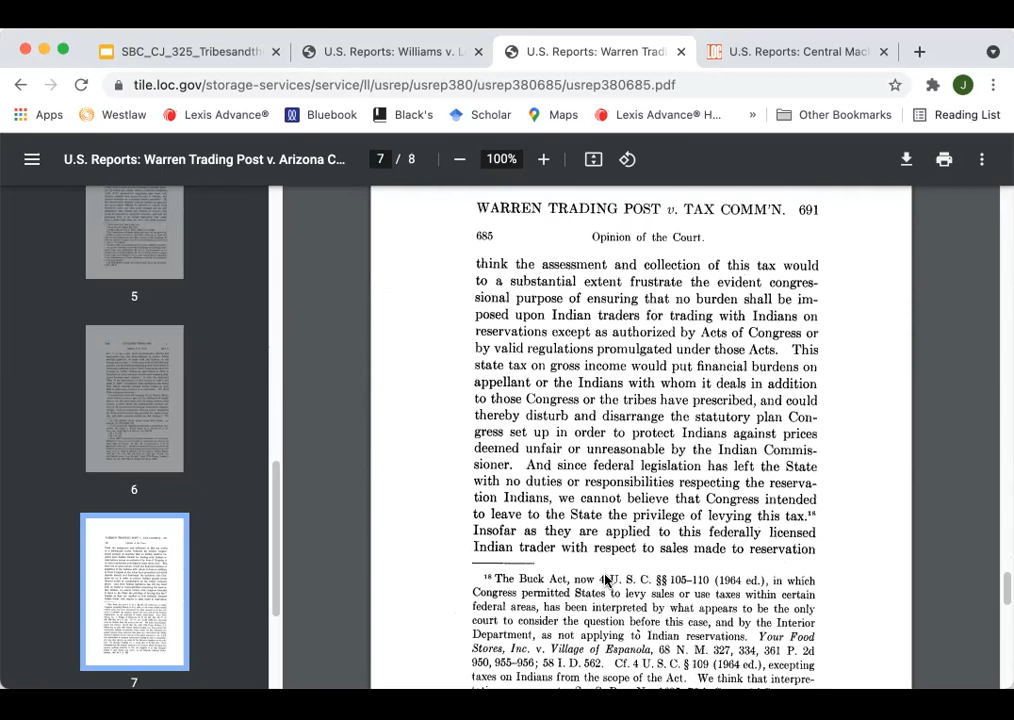 SBC_CJ_325_Tribesandth
U.S. Reports: Williams v. L
U.S. Reports: Warren Tradi
LOC
U.S. Reports: Central Mac
tile.loc.gov/storage-services/service/ll/usrep/usrep380/usrep380685/usrep380685.pdf
J
Apps
Westlaw
Lexis Advance®
Bluebook
Black's
Scholar
Maps
Lexis Advance® H...
»
Other Bookmarks
Reading List
U.S. Reports: Warren Trading Post v. Arizona C...
7 / 8
100%
5
6
7
WARREN TRADING POST v. TAX COMM'N. 691
685 Opinion of the Court.
think the assessment and collection of this tax would
to a substantial extent frustrate the evident congres-
sional purpose of ensuring that no burden shall be im-
posed upon Indian traders for trading with Indians on
reservations except as authorized by Acts of Congress or
by valid regulations promulgated under those Acts. This
state tax on gross income would put financial burdens on
appellant or the Indians with whom it deals in addition
to those Congress or the tribes have prescribed, and could
thereby disturb and disarrange the statutory plan Con-
gress set up in order to protect Indians against prices
deemed unfair or unreasonable by the Indian Commis-
sioner. And since federal legislation has left the State
with no duties or responsibilities respecting the reserva-
tion Indians, we cannot believe that Congress intended
to leave to the State the privilege of levying this tax.¹⁸
Insofar as they are applied to this federally licensed
Indian trader with respect to sales made to reservation
¹⁸ The Buck Act, now 4 U. S. C. §§ 105–110 (1964 ed.), in which
Congress permitted States to levy sales or use taxes within certain
federal areas, has been interpreted by what appears to be the only
court to consider the question before this case, and by the Interior
Department, as not applying to Indian reservations. Your Food
Stores, Inc. v. Village of Espanola, 68 N. M. 327, 334, 361 P. 2d
950, 955–956; 58 I. D. 562. Cf. 4 U. S. C. § 109 (1964 ed.), excepting
taxes on Indians from the scope of the Act. We think that interpre-